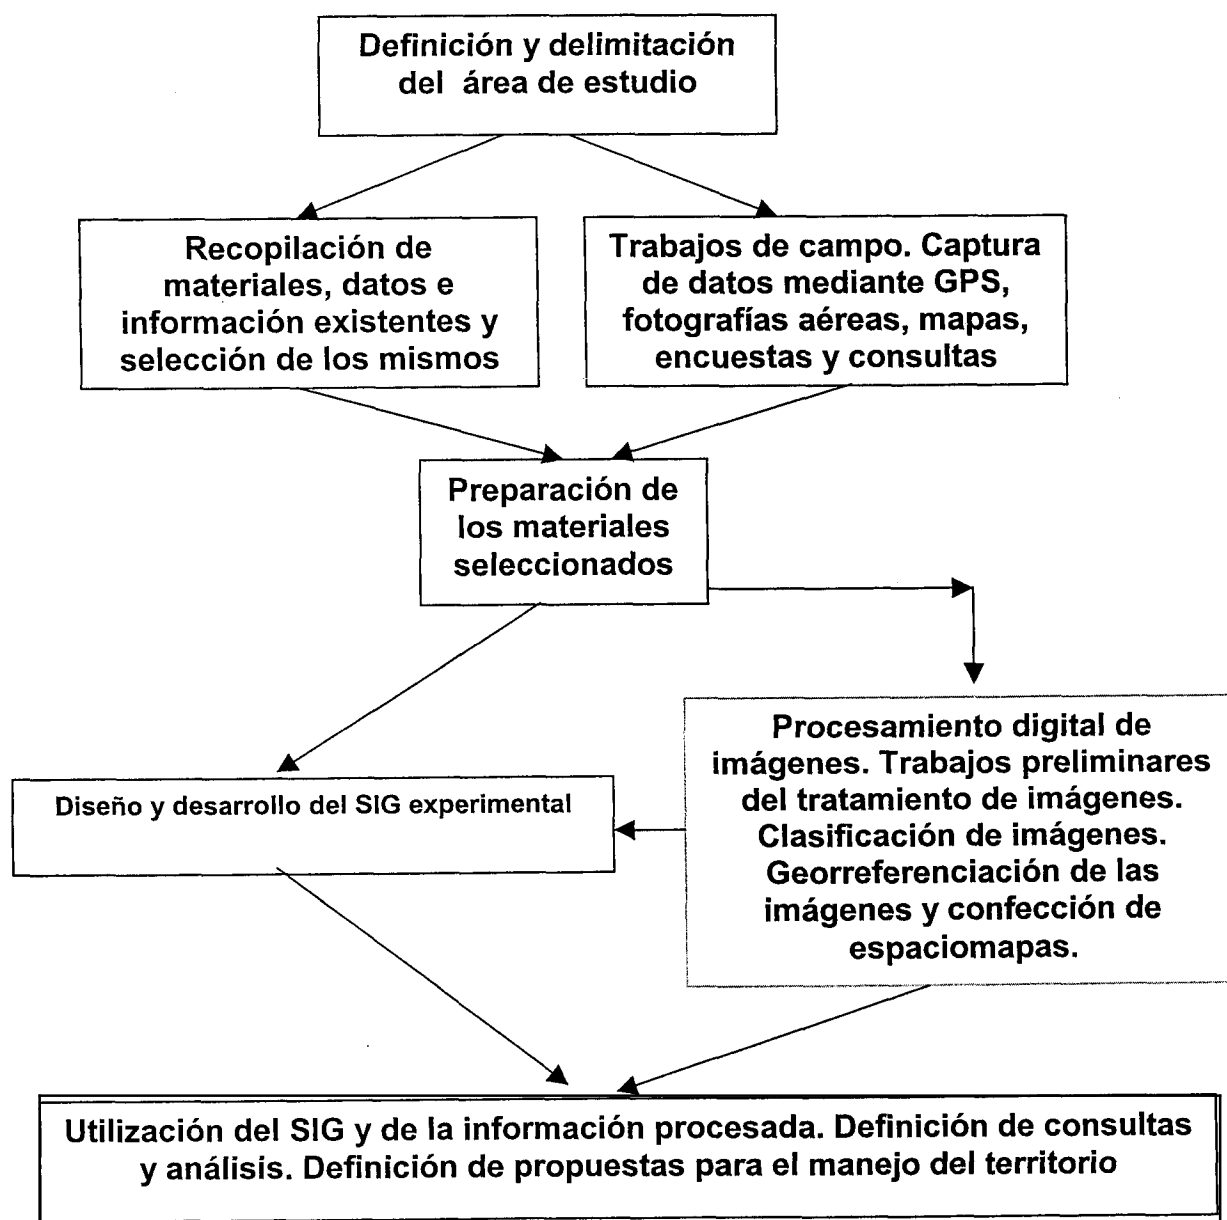 Definición y delimitación
del área de estudio
Recopilación de
materiales, datos e
información existentes y
selección de los mismos
Trabajos de campo. Captura
de datos mediante GPS,
fotografías aéreas, mapas,
encuestas y consultas
Preparación de
los materiales
seleccionados
Procesamiento digital de
imágenes. Trabajos preliminares
del tratamiento de imágenes.
Clasificación de imágenes.
Georreferenciación de las
imágenes y confección de
espaciomapas.
Diseño y desarrollo del SIG experimental
Utilización del SIG y de la información procesada. Definición de consultas
y análisis. Definición de propuestas para el manejo del territorio